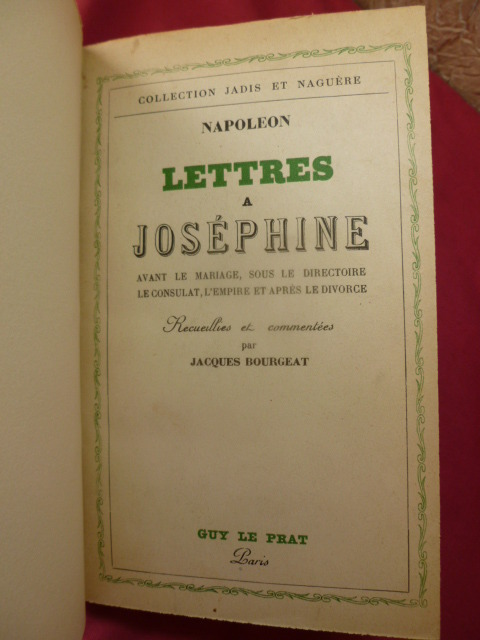 COLLECTION JADIS ET NAGUÈRE
NAPOLEON
LETTRES
A
JOSÉPHINE
AVANT LE MARIAGE, SOUS LE DIRECTOIRE
LE CONSULAT, L'EMPIRE ET APRÈS LE DIVORCE
Recueillies et commentées
par
JACQUES BOURGEAT
GUY LE PRAT
Paris